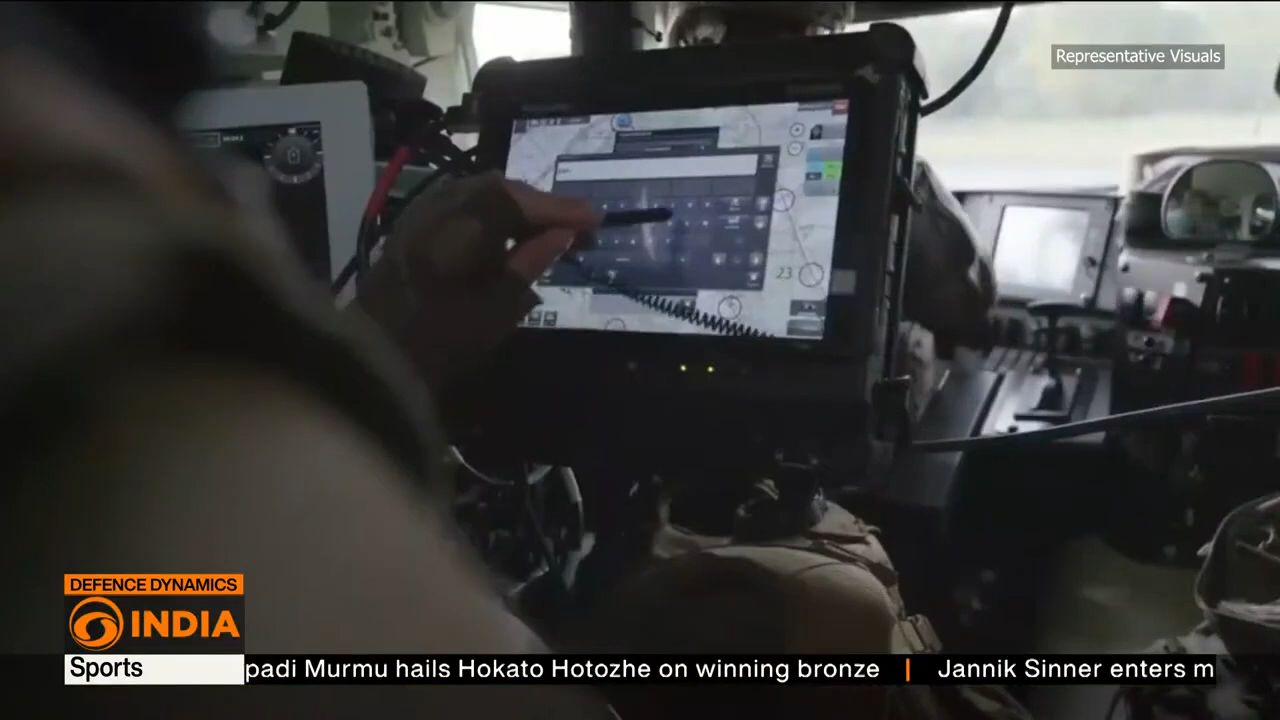 Representative Visuals
23
DEFENCE DYNAMICS
INDIA
Sports
padi Murmu hails Hokato Hotozhe on winning bronze | Jannik Sinner enters m